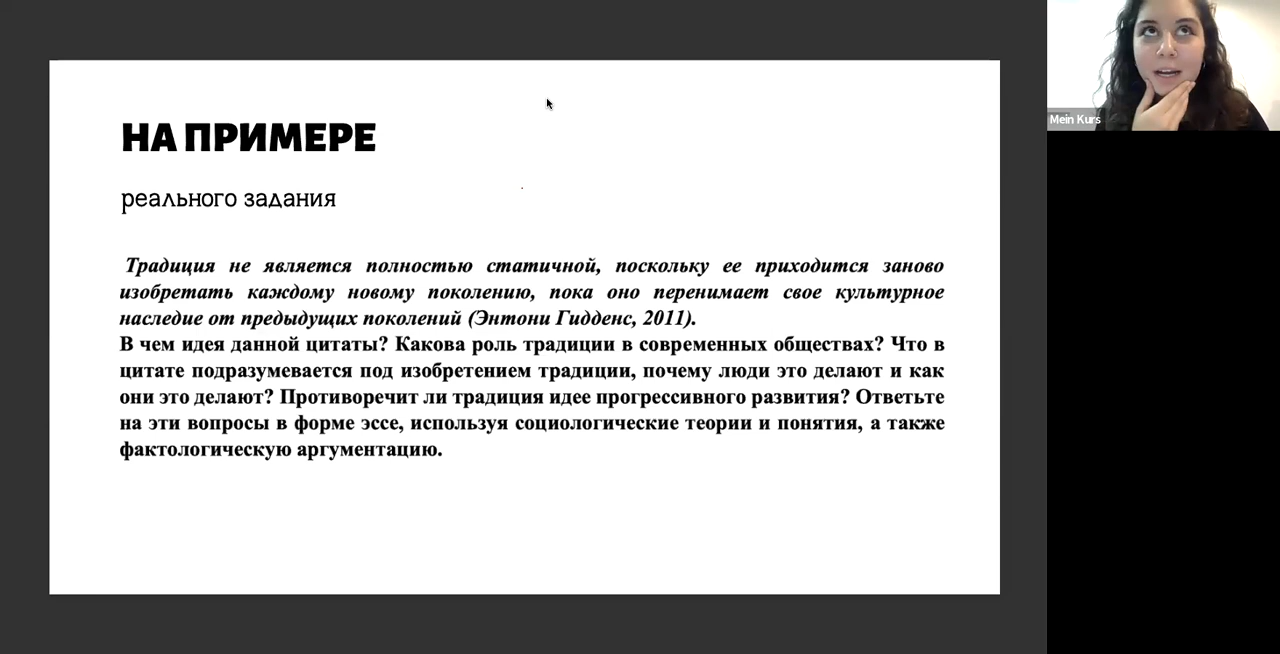 НА ПРИМЕРЕ
реального задания
Традиция не является полностью статичной, поскольку ее приходится заново
изобретать каждому новому поколению, пока оно перенимает свое культурное
наследие от предыдущих поколений (Энтони Гидденс, 2011).
В чем идея данной цитаты? Какова роль традиции в современных обществах? Что в
цитате подразумевается под изобретением традиции, почему люди это делают и как
они это делают? Противоречит ли традиция идее прогрессивного развития? Ответьте
на эти вопросы в форме эссе, используя социологические теории и понятия, а также
фактологическую аргументацию.
Mein Kurs